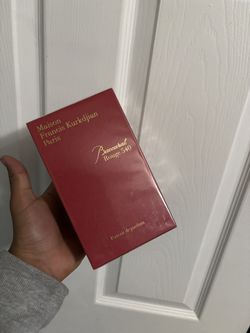 Maison
Francis Kurkdjian
Paris
Baccarat
Rouge 540
Extrait de parfum